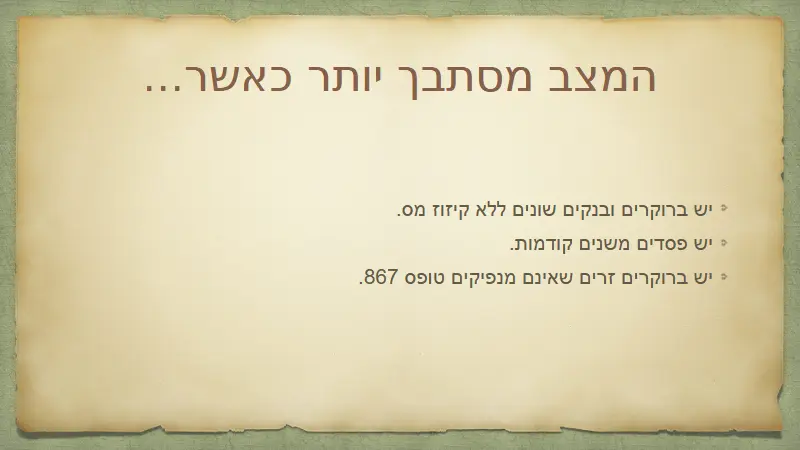 המצב מסתבך יותר כאשר...
יש ברוקרים ובנקים שונים ללא קיזוז מס.
יש פסדים משנים קודמות.
יש ברוקרים זרים שאינם מנפיקים טופס 867.